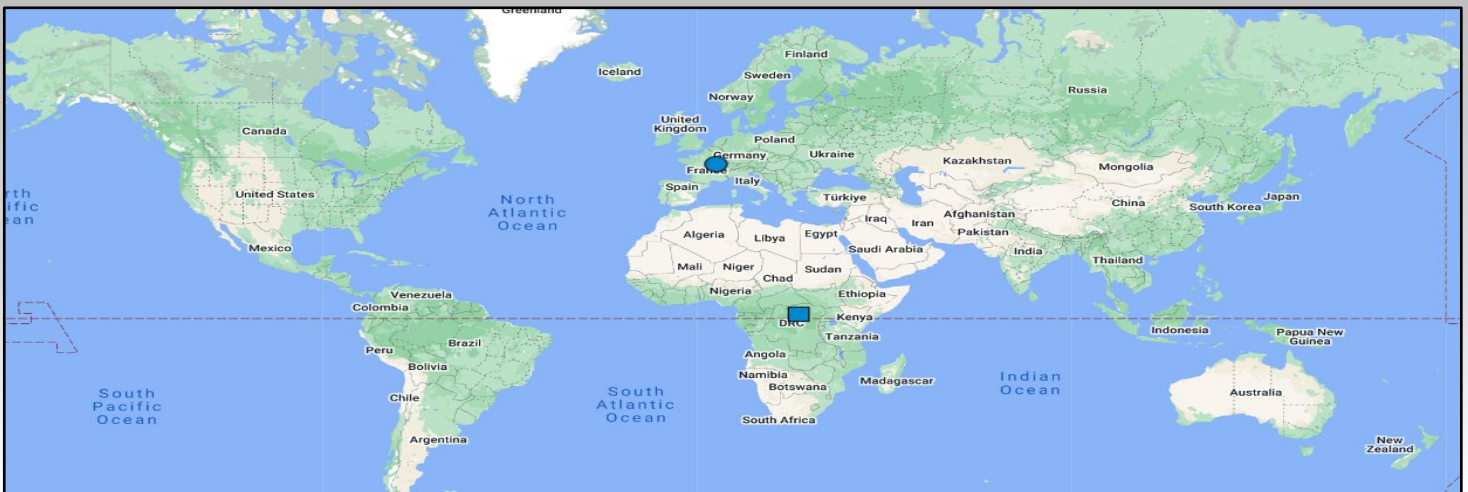 Greenland
Iceland
Finland
Sweden
Norway
Russia
United
Kingdom
Canada
Poland
Germany
Ukraine
France
Kazakhstan
Mongolia
Italy
Spain
United States
North
Atlantic
Ocean
rth
ific
ean
Türkiye
China
Japan
South Korea
Afghanistan
Iraq
Iran
Pakistan
Algeria
Libya
Egypt
Saudi Arabia
India
Mexico
Thailand
Mali
Niger
Chad
Sudan
Nigeria
Ethiopia
Venezuela
Colombia
Kenya
DRC
Tanzania
Indonesia
Papua New
Guinea
Brazil
Peru
Bolivia
Angola
Namibia
Botswana
Madagascar
Indian
Ocean
South
Pacific
Ocean
South
Atlantic
Ocean
Chile
Australia
South Africa
Argentina
New
Zealand